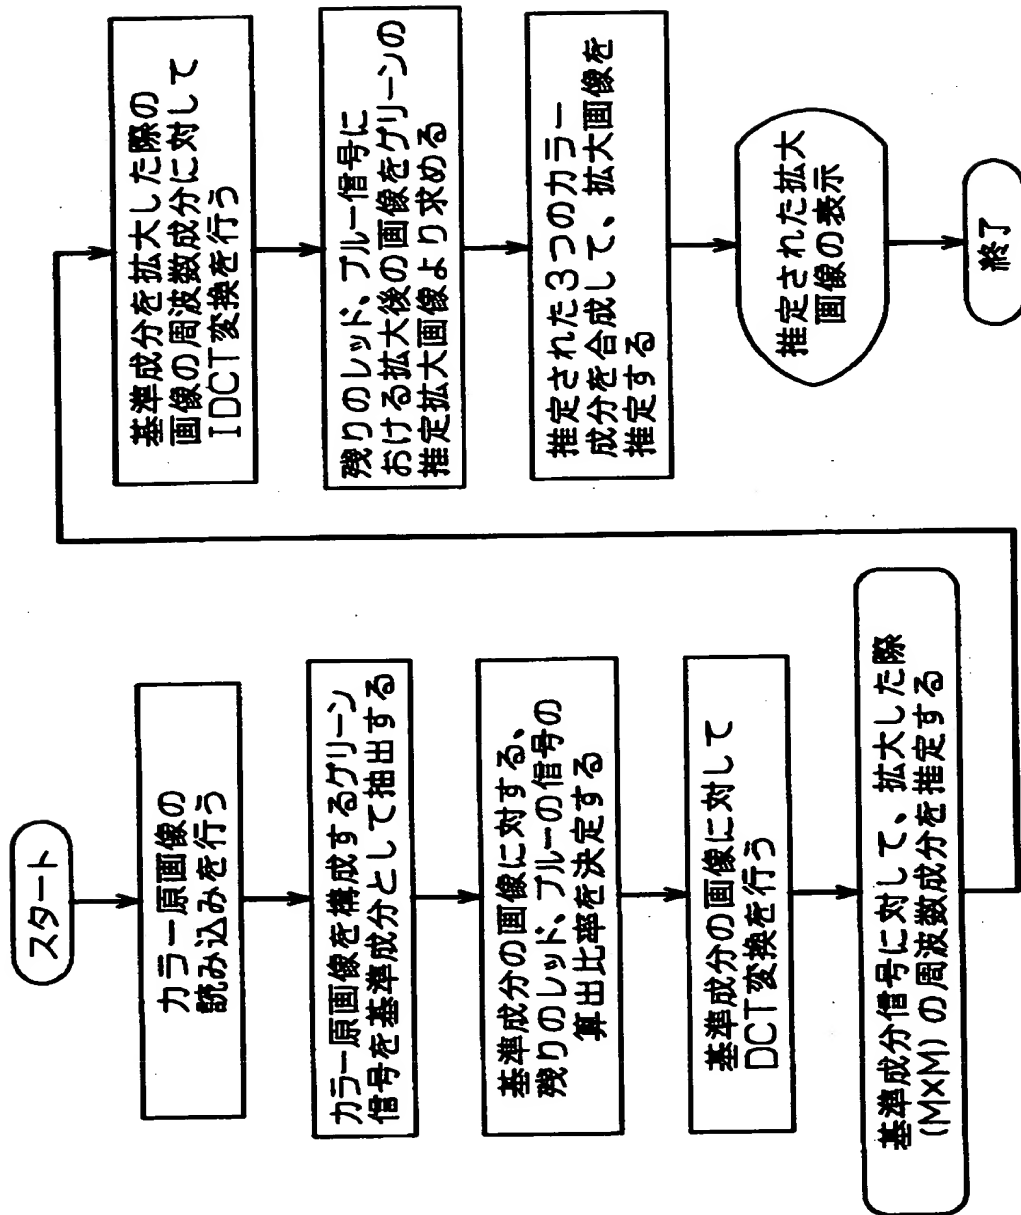 スタート
カラー原画像の
読み込みを行う
カラー原画像を構成するグリーン
信号を基準成分として抽出する
基準成分の画像に対する、
残りのレッド、ブルーの信号の
算出比率を決定する
基準成分の画像に対して
DCT変換を行う
基準成分信号に対して、拡大した際
(M×M)の周波数成分を推定する
基準成分を拡大した際の
画像の周波数成分に対して
IDCT変換を行う
残りのレッド、ブルー信号に
おける拡大後の画像をグリーンの
推定拡大画像より求める
推定された3つのカラー
成分を合成して、拡大画像を
推定する
推定された拡大
画像の表示
終了